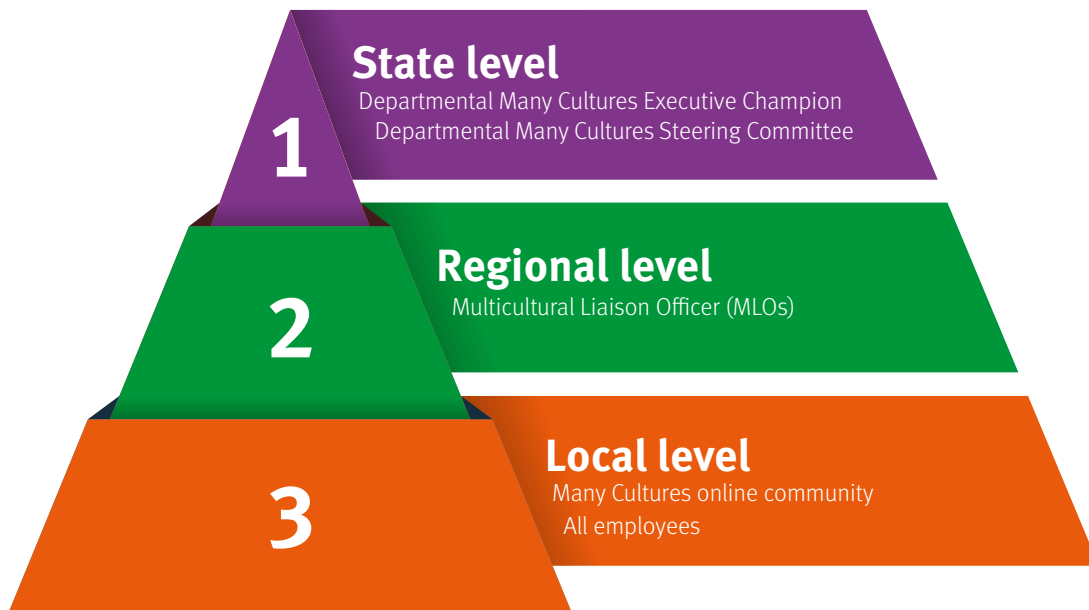 1
State level
Departmental Many Cultures Executive Champion
Departmental Many Cultures Steering Committee
2
Regional level
Multicultural Liaison Officer (MLOs)
3
Local level
Many Cultures online community
All employees